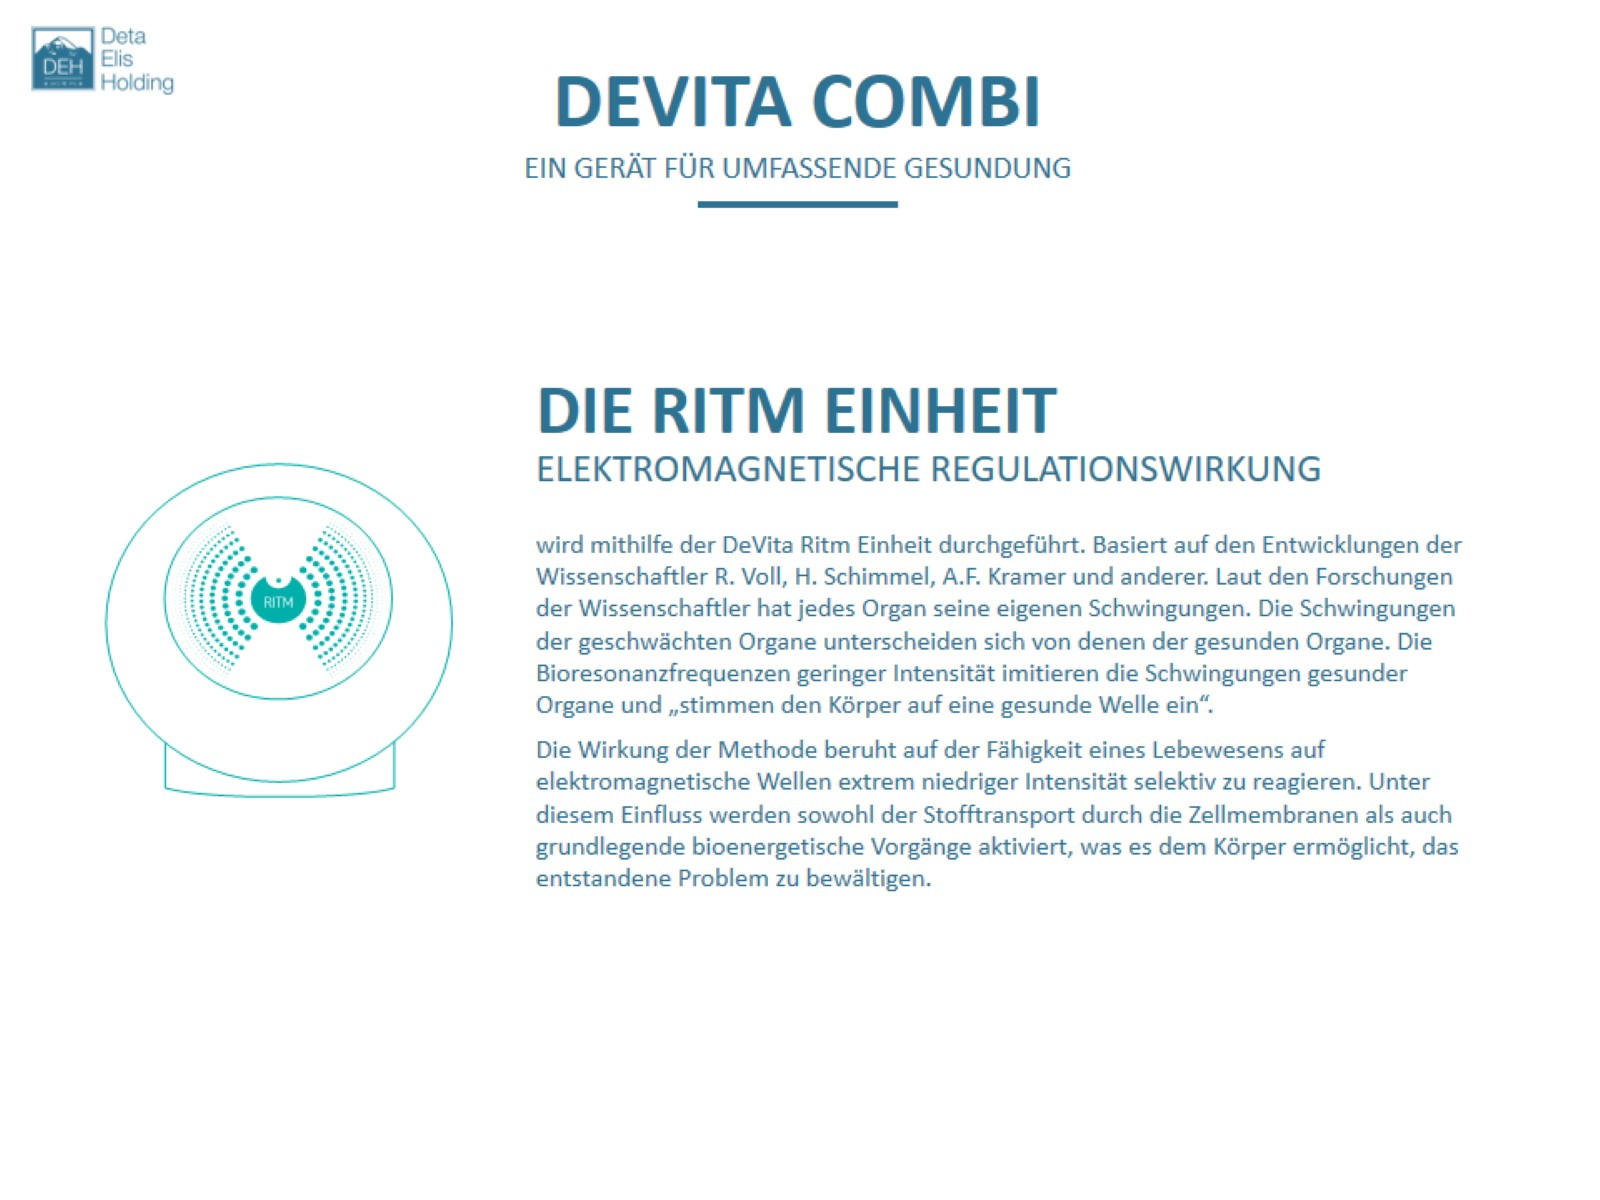 Deta
Elis
Holding
DEH
DEVITA COMBI
EIN GERÄT FÜR UMFASSENDE GESUNDUNG
DIE RITM EINHEIT
ELEKTROMAGNETISCHE REGULATIONSWIRKUNG
RITM
wird mithilfe der DeVita Ritm Einheit durchgeführt. Basiert auf den Entwicklungen der
Wissenschaftler R. Voll, H. Schimmel, A.F. Kramer und anderer. Laut den Forschungen
der Wissenschaftler hat jedes Organ seine eigenen Schwingungen. Die Schwingungen
der geschwächten Organe unterscheiden sich von denen der gesunden Organe. Die
Bioresonanzfrequenzen geringer Intensität imitieren die Schwingungen gesunder
Organe und „stimmen den Körper auf eine gesunde Welle ein“.
Die Wirkung der Methode beruht auf der Fähigkeit eines Lebewesens auf
elektromagnetische Wellen extrem niedriger Intensität selektiv zu reagieren. Unter
diesem Einfluss werden sowohl der Stofftransport durch die Zellmembranen als auch
grundlegende bioenergetische Vorgänge aktiviert, was es dem Körper ermöglicht, das
entstandene Problem zu bewältigen.